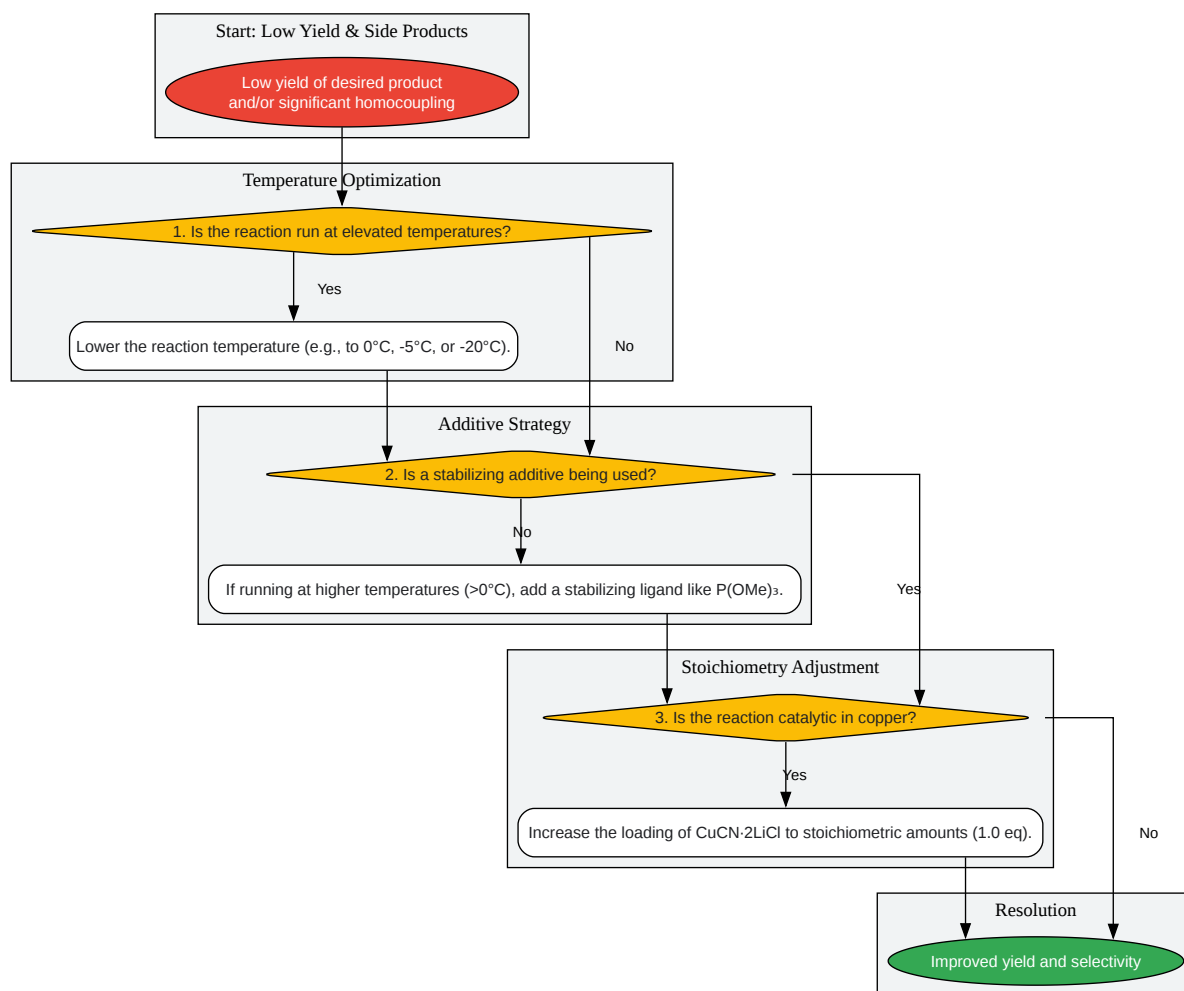 Start: Low Yield & Side Products
Low yield of desired product
and/or significant homocoupling
Temperature Optimization
1. Is the reaction run at elevated temperatures?
Yes
Lower the reaction temperature (e.g., to 0°C, -5°C, or -20°C).
No
Additive Strategy
2. Is a stabilizing additive being used?
No
If running at higher temperatures (>0°C), add a stabilizing ligand like P(OMe)₃.
Yes
Stoichiometry Adjustment
3. Is the reaction catalytic in copper?
Yes
Increase the loading of CuCN·2LiCl to stoichiometric amounts (1.0 eq).
No
Resolution
Improved yield and selectivity